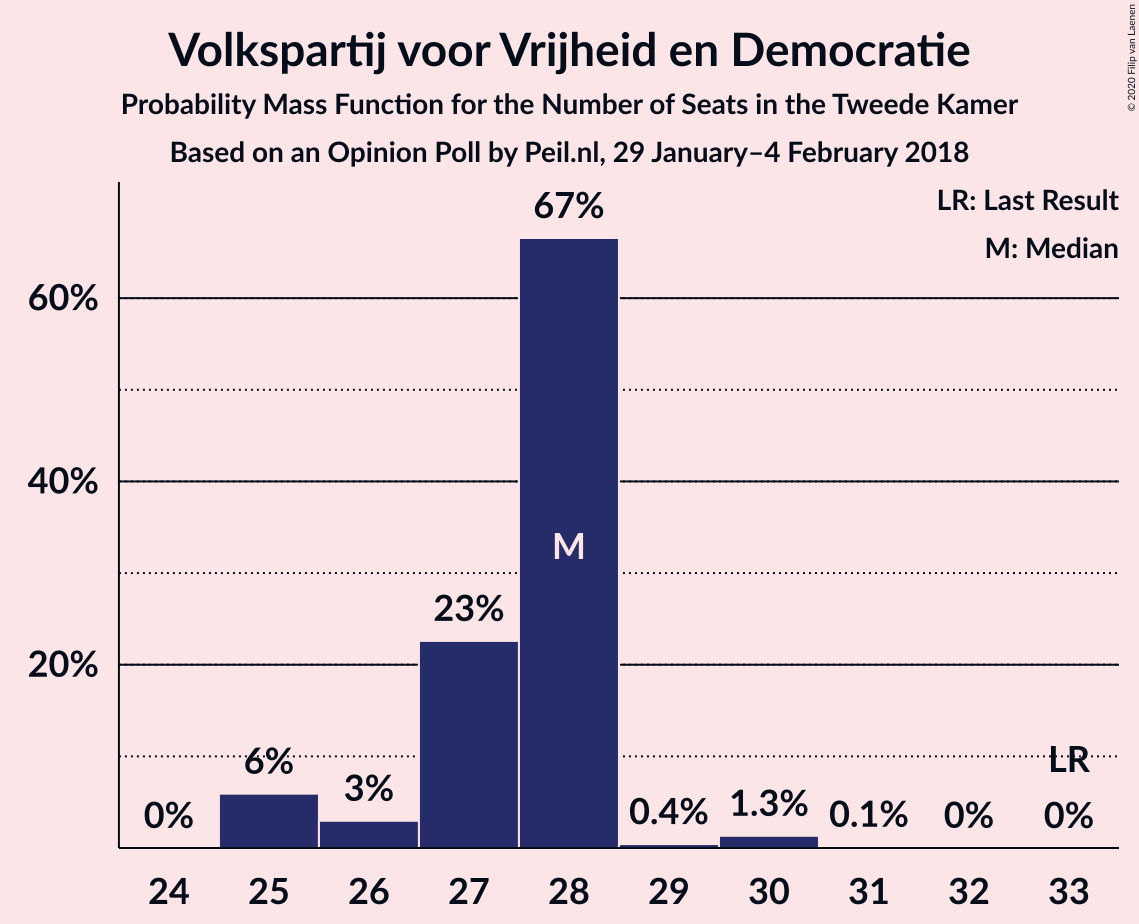 Volkspartij voor Vrijheid en Democratie
Probability Mass Function for the Number of Seats in the Tweede Kamer
Based on an Opinion Poll by Peil.nl, 29 January–4 February 2018
© 2020 Filip van Laenen
LR: Last Result
M: Median
67%
60%
40%
M
23%
20%
6%
3%
0%
0.4%
1.3%
0.1%
0%
LR
0%
24 25 26 27 28 29 30 31 32 33